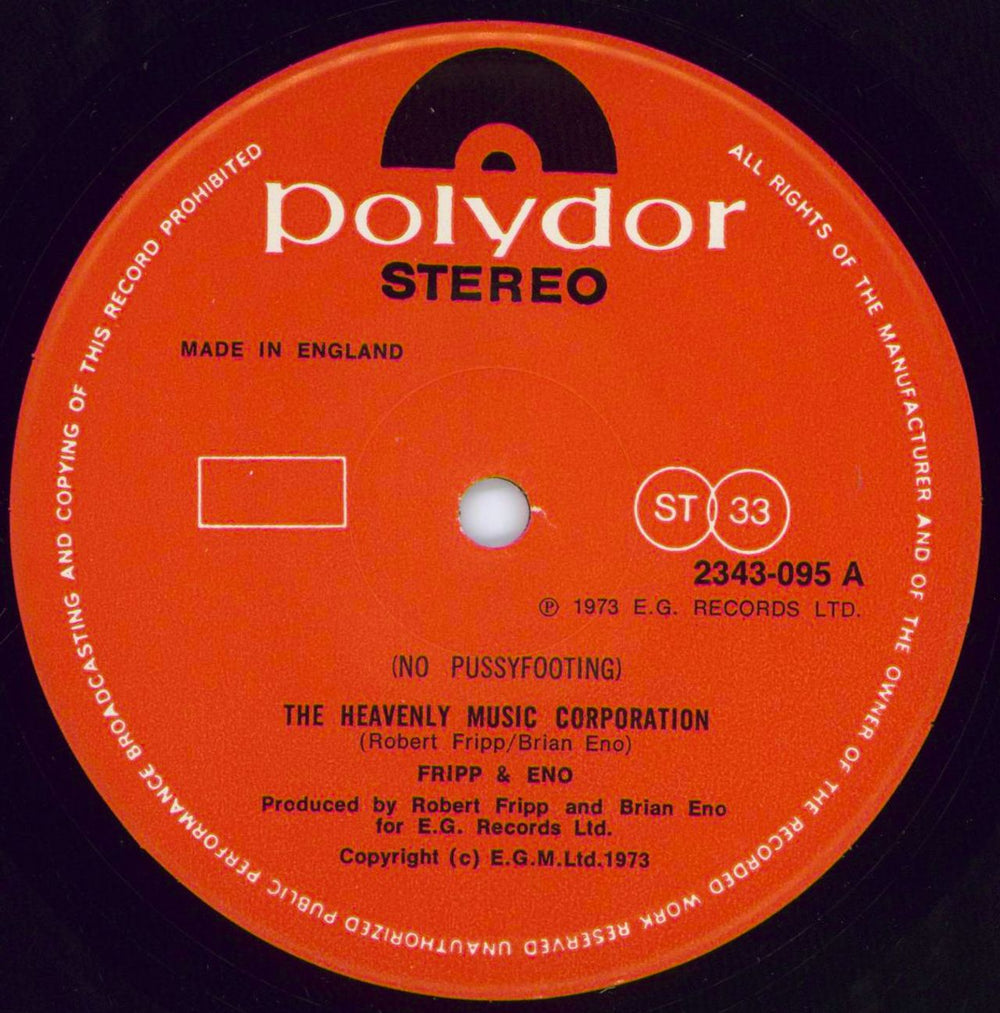 polydor
STEREO
MADE IN ENGLAND
ST 33
2343-095 A
℗ 1973 E.G. RECORDS LTD.
(NO PUSSYFOOTING)
THE HEAVENLY MUSIC CORPORATION
(Robert Fripp/Brian Eno)
FRIPP & ENO
Produced by Robert Fripp and Brian Eno
for E.G. Records Ltd.
Copyright (c) E.G.M.Ltd.1973
ALL RIGHTS OF THE MANUFACTURER AND OF THE OWNER OF THE RECORDED WORK RESERVED UNAUTHORIZED PUBLIC PERFORMANCE BROADCASTING AND COPYING OF THIS RECORD PROHIBITED